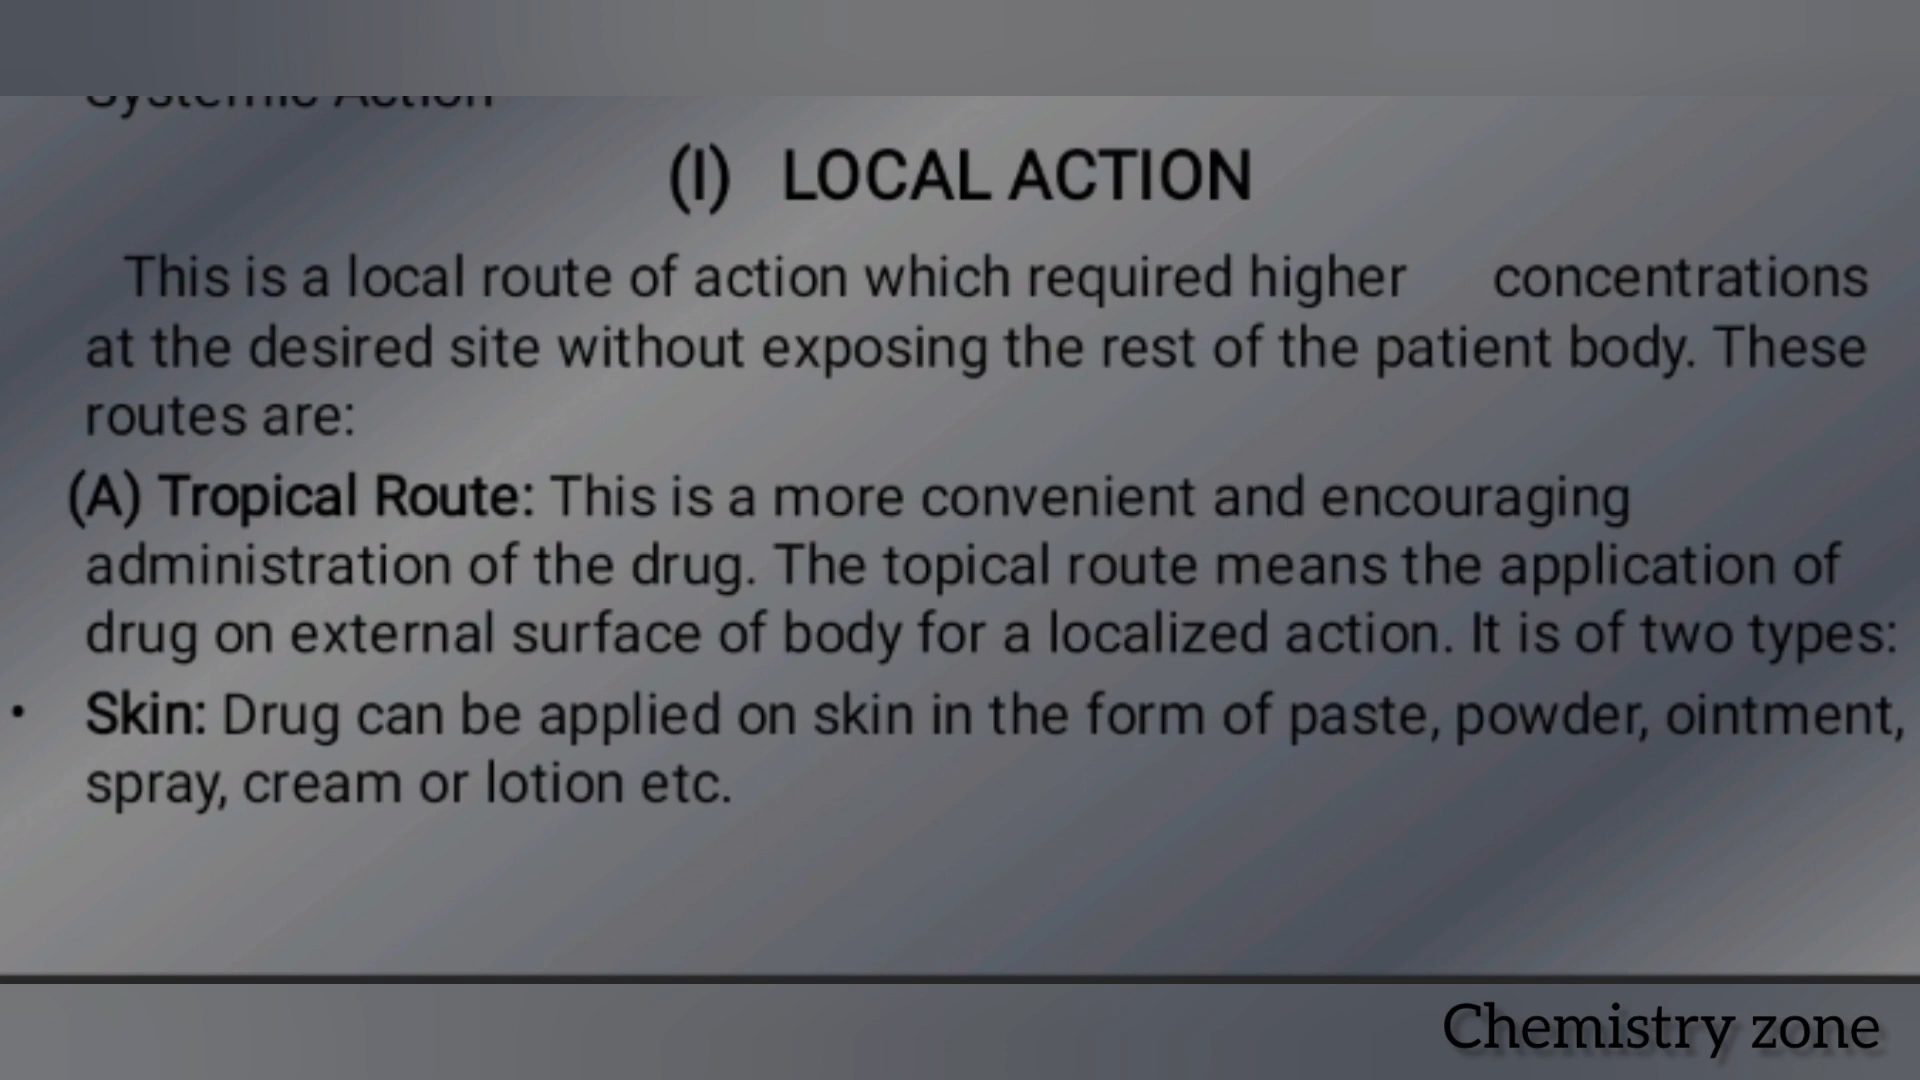 Systemic Action
(I) LOCAL ACTION
This is a local route of action which required higher concentrations
at the desired site without exposing the rest of the patient body. These
routes are:
(A) Tropical Route: This is a more convenient and encouraging
administration of the drug. The topical route means the application of
drug on external surface of body for a localized action. It is of two types:
• Skin: Drug can be applied on skin in the form of paste, powder, ointment,
spray, cream or lotion etc.
Chemistry zone